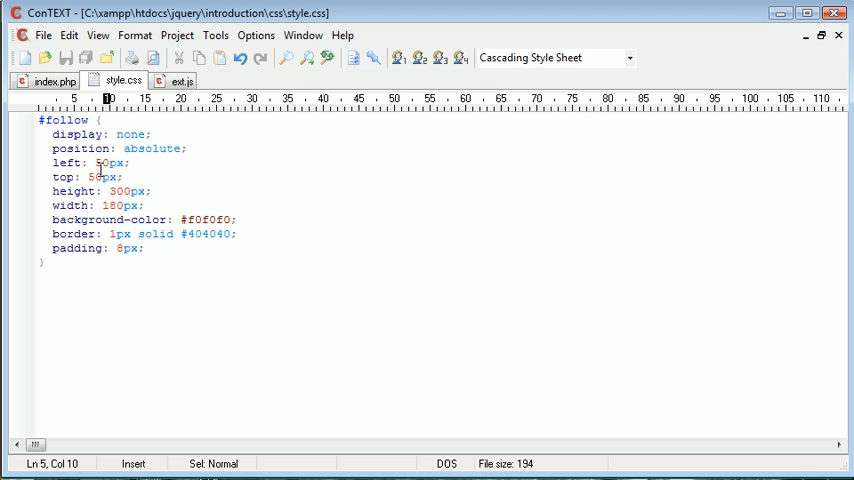 ConTEXT - [C:\xampp\htdocs\jquery\introduction\css\style.css]
File Edit View Format Project Tools Options Window Help
1 2 3 4 Cascading Style Sheet
index.php style.css ext.js
5 10 15 20 25 30 35 40 45 50 55 60 65 70 75 80 85 90 95 100 105 110
#follow {
display: none;
position: absolute;
left: 50px;
top: 50px;
height: 300px;
width: 180px;
background-color: #f0f0f0;
border: 1px solid #404040;
padding: 8px;
}
Ln 5, Col 10 Insert Sel: Normal DOS File size: 194